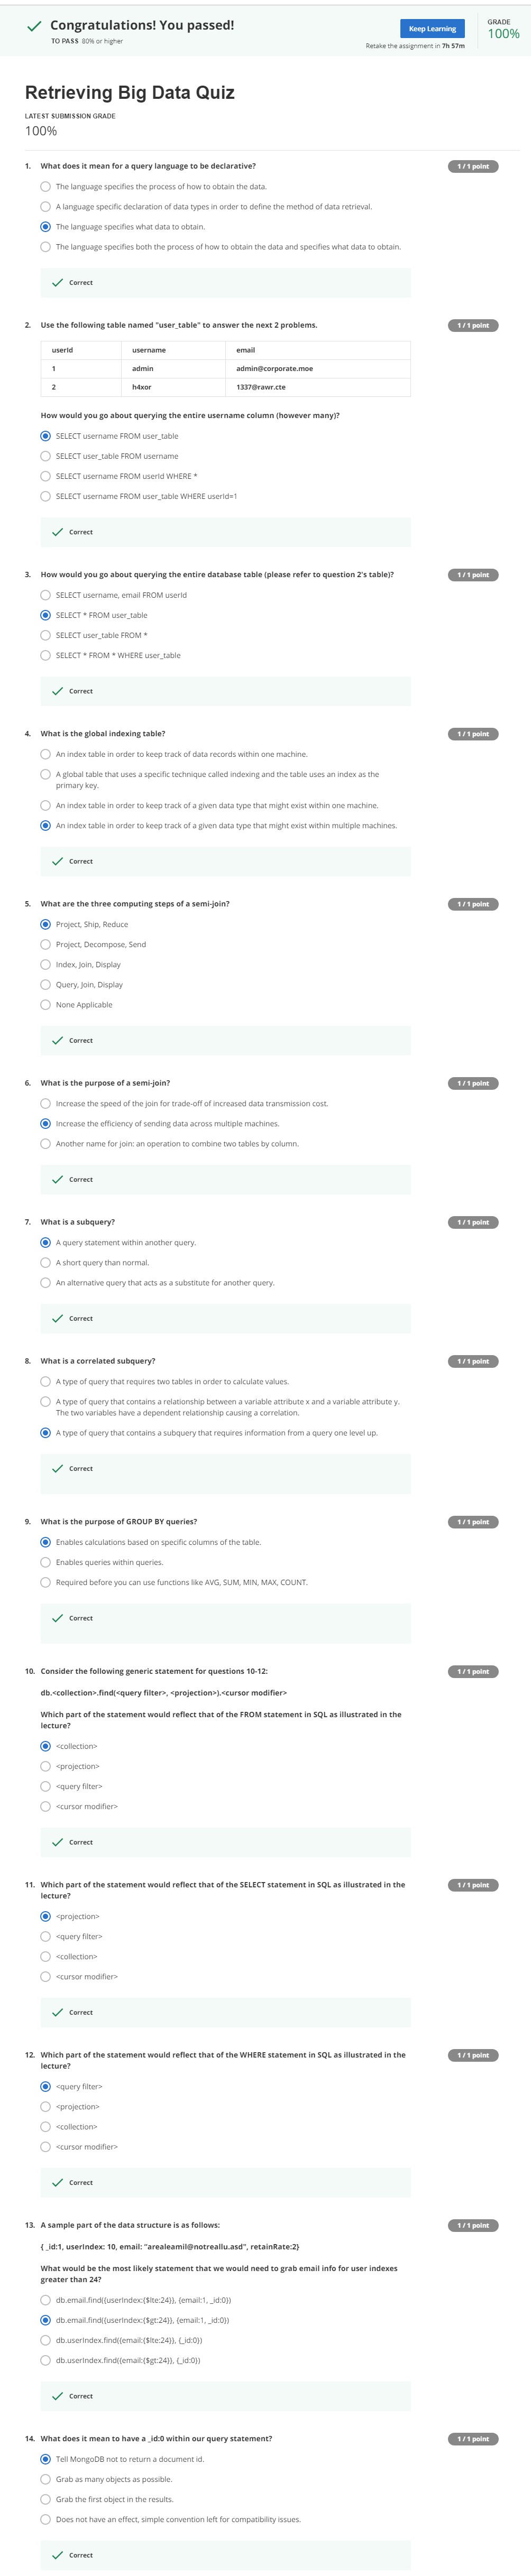 Congratulations! You passed!
TO PASS 80% or higher
Keep Learning
Retake the assignment in 7h 57m
GRADE
100%
Retrieving Big Data Quiz
LATEST SUBMISSION GRADE
100%
1. What does it mean for a query language to be declarative?
1 / 1 point
The language specifies the process of how to obtain the data.
A language specific declaration of data types in order to define the method of data retrieval.
The language specifies what data to obtain.
The language specifies both the process of how to obtain the data and specifies what data to obtain.
Correct
2. Use the following table named "user_table" to answer the next 2 problems.
1 / 1 point
userId username email
1 admin admin@corporate.moe
2 h4xor 1337@rawr.cte
How would you go about querying the entire username column (however many)?
SELECT username FROM user_table
SELECT user_table FROM username
SELECT username FROM userId WHERE *
SELECT username FROM user_table WHERE userId=1
Correct
3. How would you go about querying the entire database table (please refer to question 2's table)?
1 / 1 point
SELECT username, email FROM userId
SELECT * FROM user_table
SELECT user_table FROM *
SELECT * FROM * WHERE user_table
Correct
4. What is the global indexing table?
1 / 1 point
An index table in order to keep track of data records within one machine.
A global table that uses a specific technique called indexing and the table uses an index as the
primary key.
An index table in order to keep track of a given data type that might exist within one machine.
An index table in order to keep track of a given data type that might exist within multiple machines.
Correct
5. What are the three computing steps of a semi-join?
1 / 1 point
Project, Ship, Reduce
Project, Decompose, Send
Index, Join, Display
Query, Join, Display
None Applicable
Correct
6. What is the purpose of a semi-join?
1 / 1 point
Increase the speed of the join for trade-off of increased data transmission cost.
Increase the efficiency of sending data across multiple machines.
Another name for join: an operation to combine two tables by column.
Correct
7. What is a subquery?
1 / 1 point
A query statement within another query.
A short query than normal.
An alternative query that acts as a substitute for another query.
Correct
8. What is a correlated subquery?
1 / 1 point
A type of query that requires two tables in order to calculate values.
A type of query that contains a relationship between a variable attribute x and a variable attribute y.
The two variables have a dependent relationship causing a correlation.
A type of query that contains a subquery that requires information from a query one level up.
Correct
9. What is the purpose of GROUP BY queries?
1 / 1 point
Enables calculations based on specific columns of the table.
Enables queries within queries.
Required before you can use functions like AVG, SUM, MIN, MAX, COUNT.
Correct
10. Consider the following generic statement for questions 10-12:
1 / 1 point
db.<collection>.find(<query filter>, <projection>).<cursor modifier>
Which part of the statement would reflect that of the FROM statement in SQL as illustrated in the
lecture?
<collection>
<projection>
<query filter>
<cursor modifier>
Correct
11. Which part of the statement would reflect that of the SELECT statement in SQL as illustrated in the
lecture?
1 / 1 point
<projection>
<query filter>
<collection>
<cursor modifier>
Correct
12. Which part of the statement would reflect that of the WHERE statement in SQL as illustrated in the
lecture?
1 / 1 point
<query filter>
<projection>
<collection>
<cursor modifier>
Correct
13. A sample part of the data structure is as follows:
1 / 1 point
{ _id:1, userIndex: 10, email: "arealeamil@notreallu.asd", retainRate:2}
What would be the most likely statement that we would need to grab email info for user indexes
greater than 24?
db.email.find({userIndex:{$lte:24}}, {email:1, _id:0})
db.email.find({userIndex:{$gt:24}}, {email:1, _id:0})
db.userIndex.find({email:{$lte:24}}, {_id:0})
db.userIndex.find({email:{$gt:24}}, {_id:0})
Correct
14. What does it mean to have a _id:0 within our query statement?
1 / 1 point
Tell MongoDB not to return a document id.
Grab as many objects as possible.
Grab the first object in the results.
Does not have an effect, simple convention left for compatibility issues.
Correct